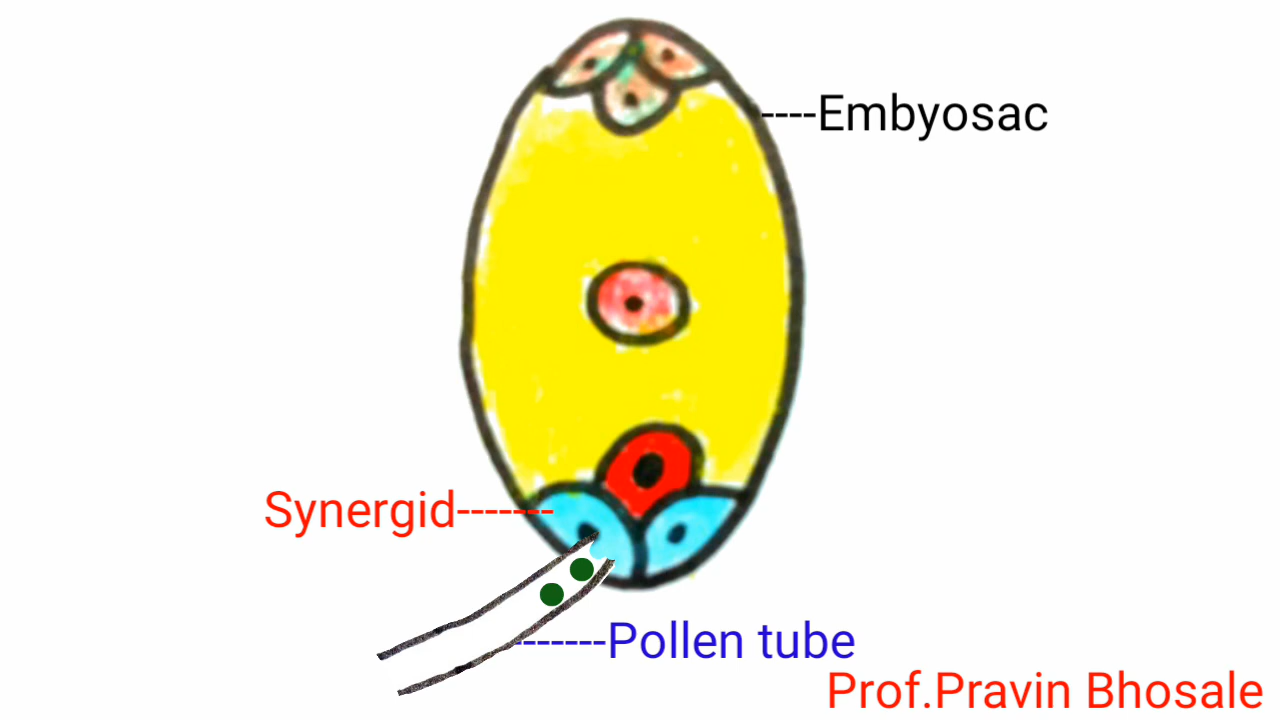 ----Embyosac
Synergid-------
-------Pollen tube
Prof.Pravin Bhosale